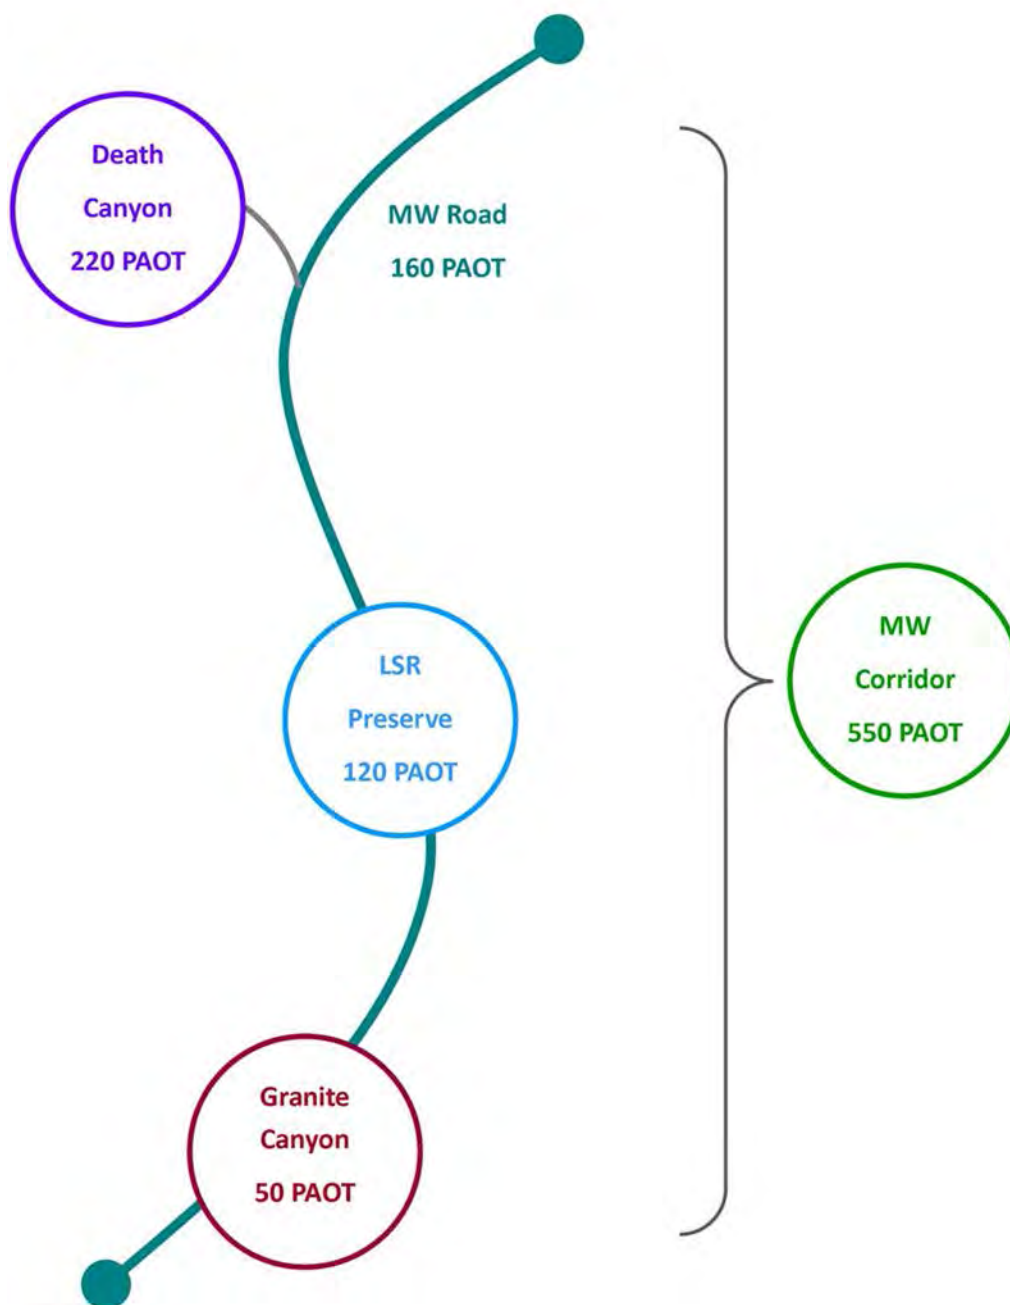 Death
Canyon
220 PAOT
MW Road
160 PAOT
LSR
Preserve
120 PAOT
MW
Corridor
550 PAOT
Granite
Canyon
50 PAOT